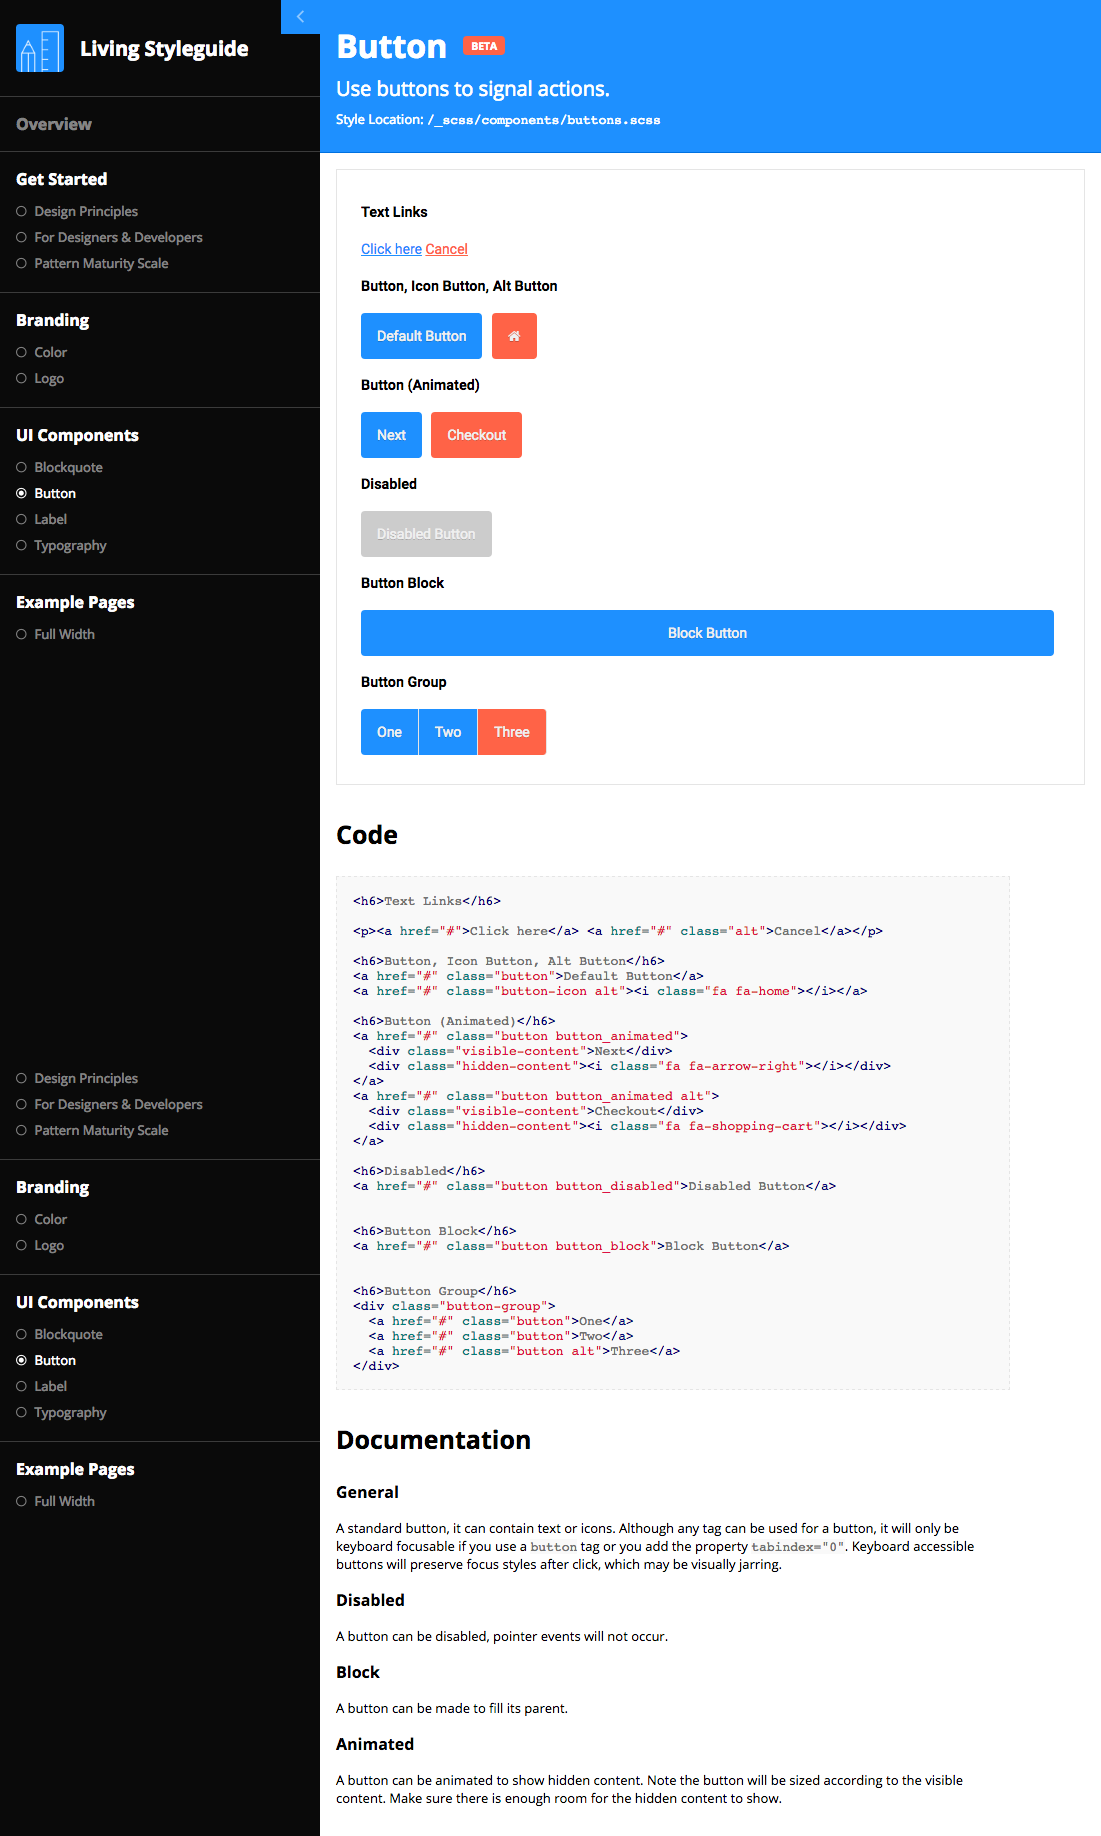 Living Styleguide
Overview
Get Started
Design Principles
For Designers & Developers
Pattern Maturity Scale
Branding
Color
Logo
UI Components
Blockquote
Button
Label
Typography
Example Pages
Full Width
Design Principles
For Designers & Developers
Pattern Maturity Scale
Branding
Color
Logo
UI Components
Blockquote
Button
Label
Typography
Example Pages
Full Width
Button BETA
Use buttons to signal actions.
Style Location: /_scss/components/buttons.scss
Text Links
Click here Cancel
Button, Icon Button, Alt Button
Default Button
Button (Animated)
Next Checkout
Disabled
Disabled Button
Button Block
Block Button
Button Group
One Two Three
Code
<h6>Text Links</h6>
<p><a href="#">Click here</a> <a href="#" class="alt">Cancel</a></p>
<h6>Button, Icon Button, Alt Button</h6>
<a href="#" class="button">Default Button</a>
<a href="#" class="button-icon alt"><i class="fa fa-home"></i></a>
<h6>Button (Animated)</h6>
<a href="#" class="button button_animated">
  <div class="visible-content">Next</div>
  <div class="hidden-content"><i class="fa fa-arrow-right"></i></div>
</a>
<a href="#" class="button button_animated alt">
  <div class="visible-content">Checkout</div>
  <div class="hidden-content"><i class="fa fa-shopping-cart"></i></div>
</a>
<h6>Disabled</h6>
<a href="#" class="button button_disabled">Disabled Button</a>
<h6>Button Block</h6>
<a href="#" class="button button_block">Block Button</a>
<h6>Button Group</h6>
<div class="button-group">
  <a href="#" class="button">One</a>
  <a href="#" class="button">Two</a>
  <a href="#" class="button alt">Three</a>
</div>
Documentation
General
A standard button, it can contain text or icons. Although any tag can be used for a button, it will only be
keyboard focusable if you use a button tag or you add the property tabindex="0". Keyboard accessible
buttons will preserve focus styles after click, which may be visually jarring.
Disabled
A button can be disabled, pointer events will not occur.
Block
A button can be made to fill its parent.
Animated
A button can be animated to show hidden content. Note the button will be sized according to the visible
content. Make sure there is enough room for the hidden content to show.